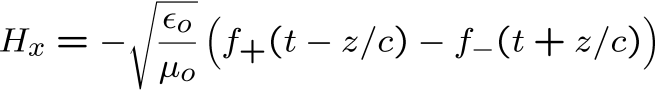 $H_x = -\sqrt{\frac{\epsilon_o}{\mu_o}} \left( f_+(t - z/c) - f_-(t + z/c) \right)$